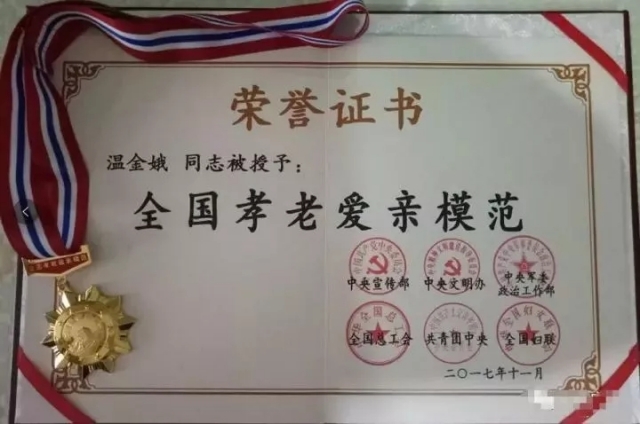 荣誉证书
温金娥 同志被授予：
全国孝老爱亲模范
中央宣传部 中央文明办 中央军委政治工作部
全国总工会 共青团中央 全国妇联
二〇一七年十一月